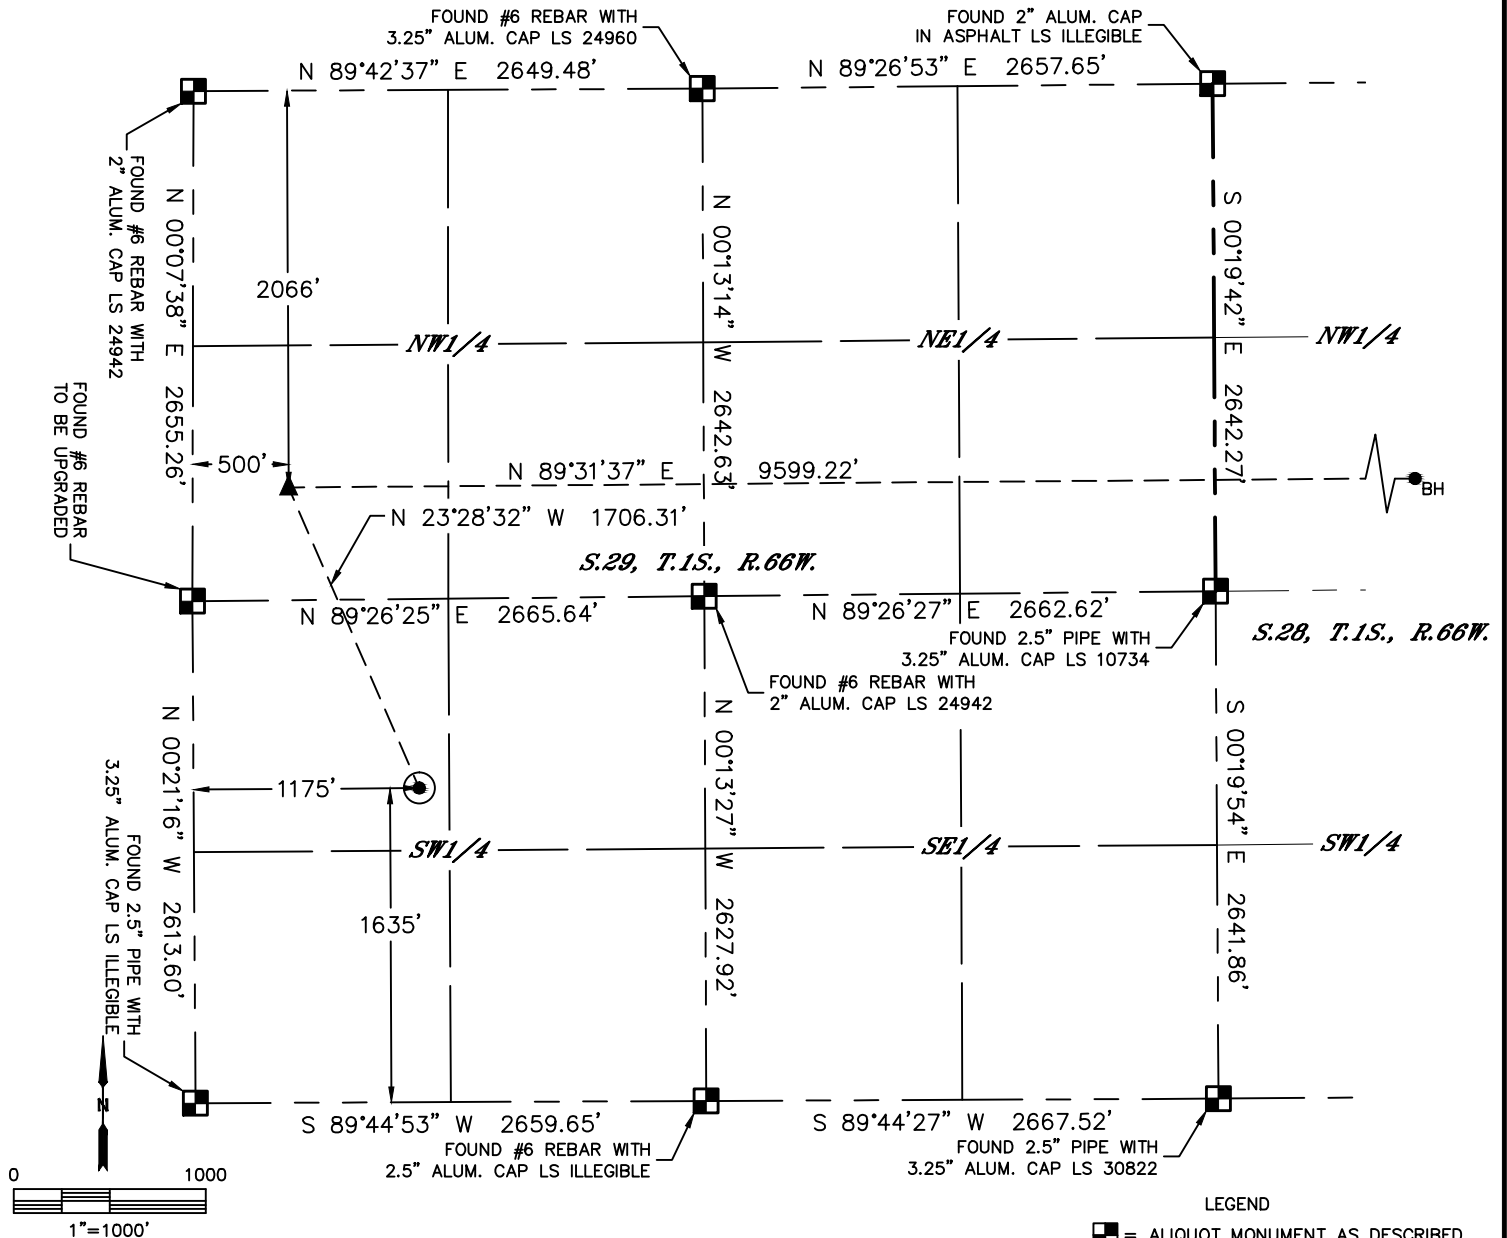 FOUND #6 REBAR WITH
3.25" ALUM. CAP LS 24960
FOUND 2" ALUM. CAP
IN ASPHALT LS ILLEGIBLE
N 89°42'37" E 2649.48'
N 89°26'53" E 2657.65'
FOUND #6 REBAR WITH
2" ALUM. CAP LS 24942
N 00°07'38" E 2655.26'
2066'
N 00°13'14" W 2642.63'
S 00°19'42" E 2642.27'
NW1/4
NE1/4
NW1/4
FOUND #6 REBAR
TO BE UPGRADED
500'
N 89°31'37" E 9599.22'
BH
N 23°28'32" W 1706.31'
S.29, T.1S., R.66W.
N 89°26'25" E 2665.64'
N 89°26'27" E 2662.62'
FOUND 2.5" PIPE WITH
3.25" ALUM. CAP LS 10734
S.28, T.1S., R.66W.
FOUND #6 REBAR WITH
2" ALUM. CAP LS 24942
N 00°21'16" W 2613.60'
N 00°13'27" W 2627.92'
S 00°19'54" E 2641.86'
1175'
SW1/4
SE1/4
SW1/4
1635'
FOUND 2.5" PIPE WITH
3.25" ALUM. CAP LS ILLEGIBLE
N
S 89°44'53" W 2659.65'
S 89°44'27" W 2667.52'
FOUND #6 REBAR WITH
2.5" ALUM. CAP LS ILLEGIBLE
FOUND 2.5" PIPE WITH
3.25" ALUM. CAP LS 30822
0 1000
1"=1000'
LEGEND
= ALIQUOT MONUMENT AS DESCRIBED